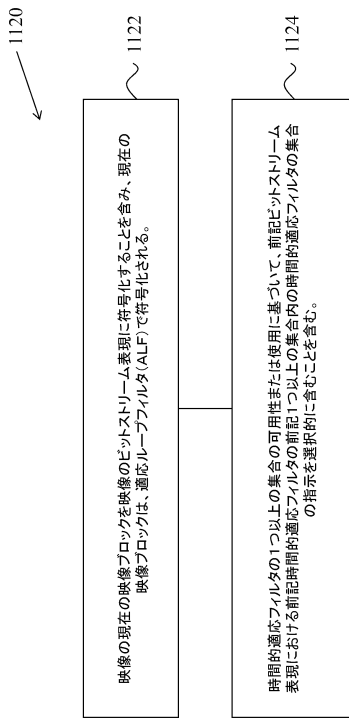 1120
1122
映像の現在の映像ブロックを映像のビットストリーム表現に符号化することを含み、現在の
映像ブロックは、適応ループフィルタ(ALF)で符号化される。
1124
時間的適応フィルタの1つ以上の集合の可用性または使用に基づいて、前記ビットストリーム
表現における前記時間的適応フィルタの前記1つ以上の集合内の時間的適応フィルタの集合
の指示を選択的に含むことを含む。